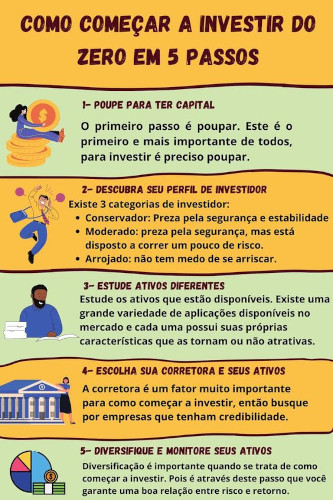 COMO COMEÇAR A INVESTIR DO
ZERO EM 5 PASSOS
1- POUPE PARA TER CAPITAL
O primeiro passo é poupar. Este é o
primeiro e mais importante de todos,
para investir é preciso poupar.
2- DESCUBRA SEU PERFIL DE INVESTIDOR
Existe 3 categorias de investidor:
• Conservador: Preza pela segurança e estabilidade
• Moderado: preza pela segurança, mas está
disposto a correr um pouco de risco.
• Arrojado: não tem medo de se arriscar.
3- ESTUDE ATIVOS DIFERENTES
Estude os ativos que estão disponíveis. Existe uma
grande variedade de aplicações disponíveis no
mercado e cada uma possui suas próprias
características que as tornam ou não atrativas.
4- ESCOLHA SUA CORRETORA E SEUS ATIVOS
A corretora é um fator muito importante
para como começar a investir, então busque
por empresas que tenham credibilidade.
5- DIVERSIFIQUE E MONITORE SEUS ATIVOS
Diversificação é importante quando se trata de como
começar a investir. Pois é através deste passo que você
garante uma boa relação entre risco e retorno.